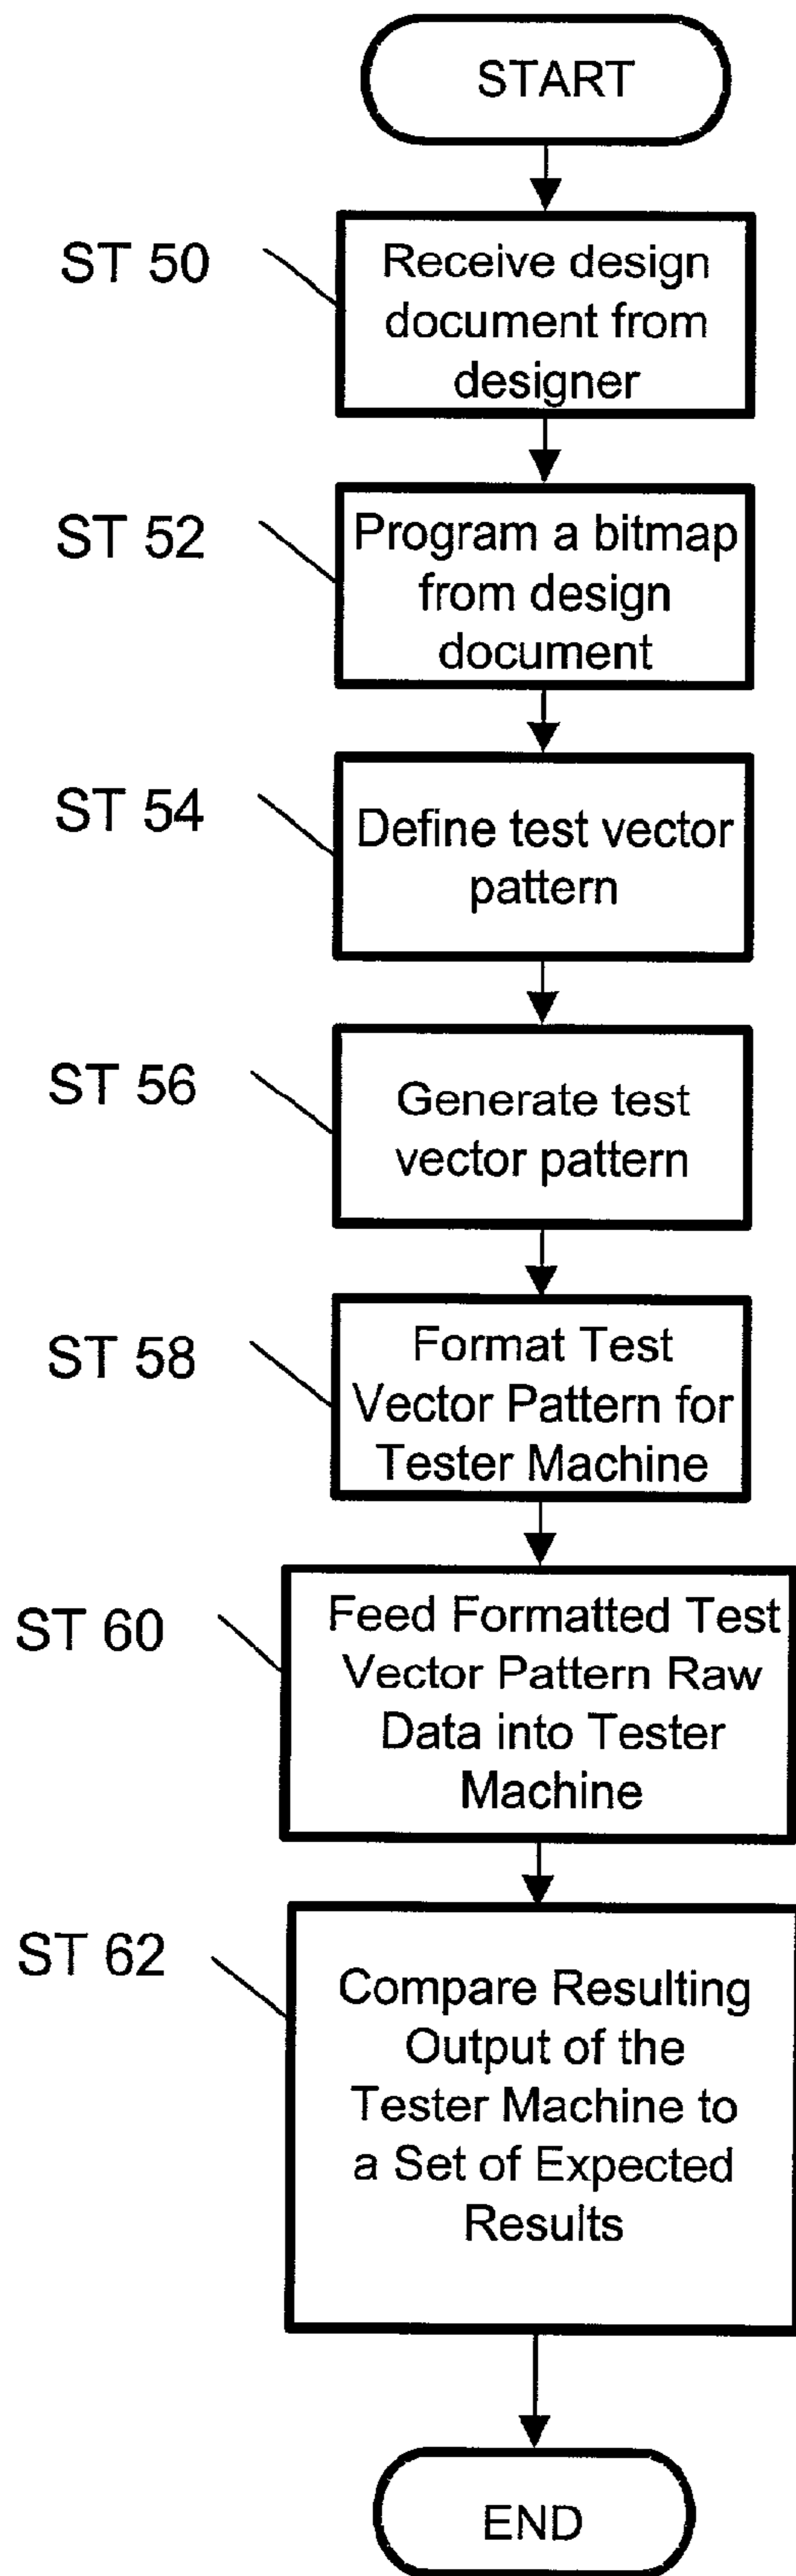 START
ST 50
Receive design
document from
designer
ST 52
Program a bitmap
from design
document
ST 54
Define test vector
pattern
ST 56
Generate test
vector pattern
ST 58
Format Test
Vector Pattern for
Tester Machine
ST 60
Feed Formatted Test
Vector Pattern Raw
Data into Tester
Machine
ST 62
Compare Resulting
Output of the
Tester Machine to
a Set of Expected
Results
END